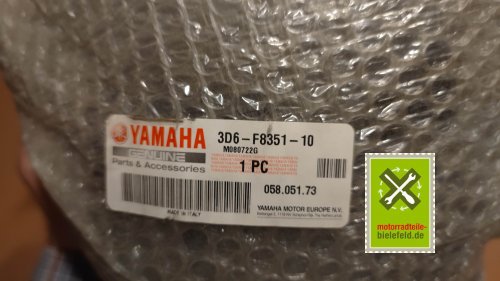 YAMAHA
GENUINE
Parts & Accessories
3D6-F8351-10
M080722G
1 PC
058.051.73
MADE IN ITALY
YAMAHA MOTOR EUROPE N.V.
motorradteile-
bielefeld.de